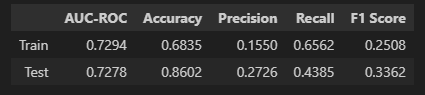 AUC-ROC Accuracy Precision Recall F1 Score
Train 0.7294 0.6835 0.1550 0.6562 0.2508
Test 0.7278 0.8602 0.2726 0.4385 0.3362